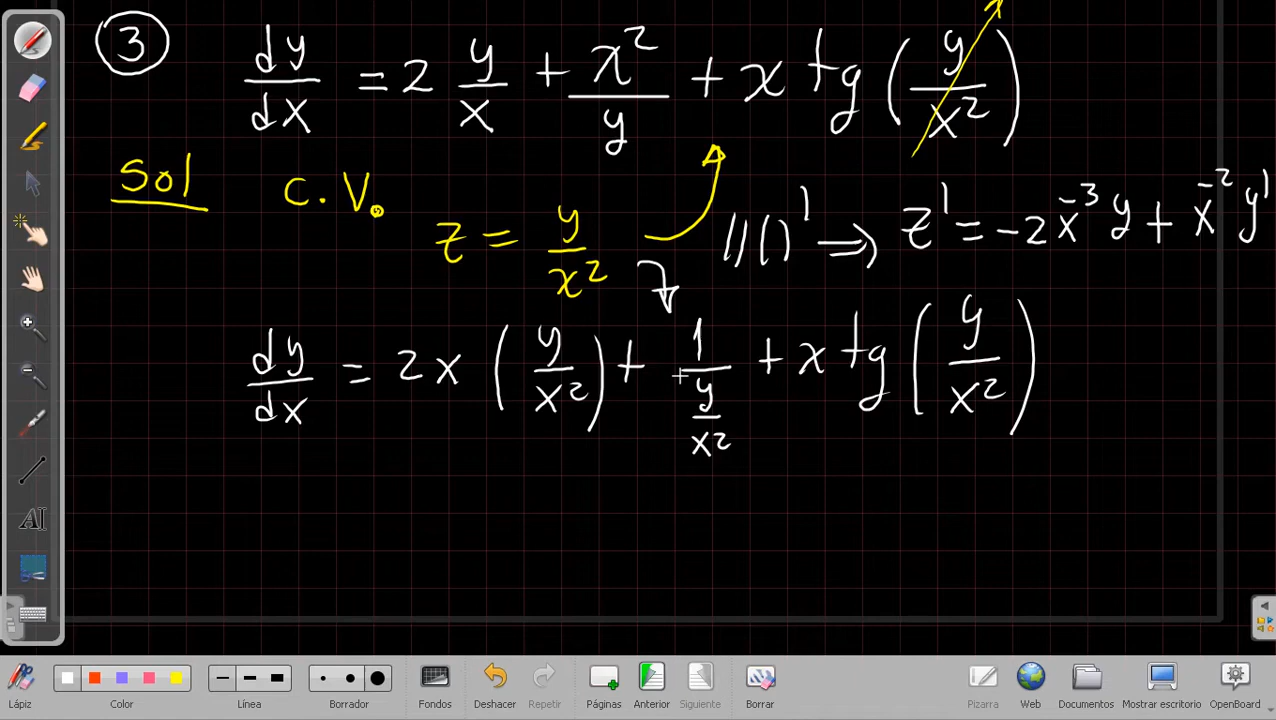 ③ dy/dx = 2 y/x + x²/y + x tg (y/x²)
Sol C.V.
z = y/x² //()' ⇒ z' = -2x⁻³y + x⁻²y'
dy/dx = 2x (y/x²) + 1/(y/x²) + x tg (y/x²)
AI
Lápiz Color Línea Borrador Fondos Deshacer Repetir Páginas Anterior Siguiente Borrar Pizarra Web Documentos Mostrar escritorio OpenBoard